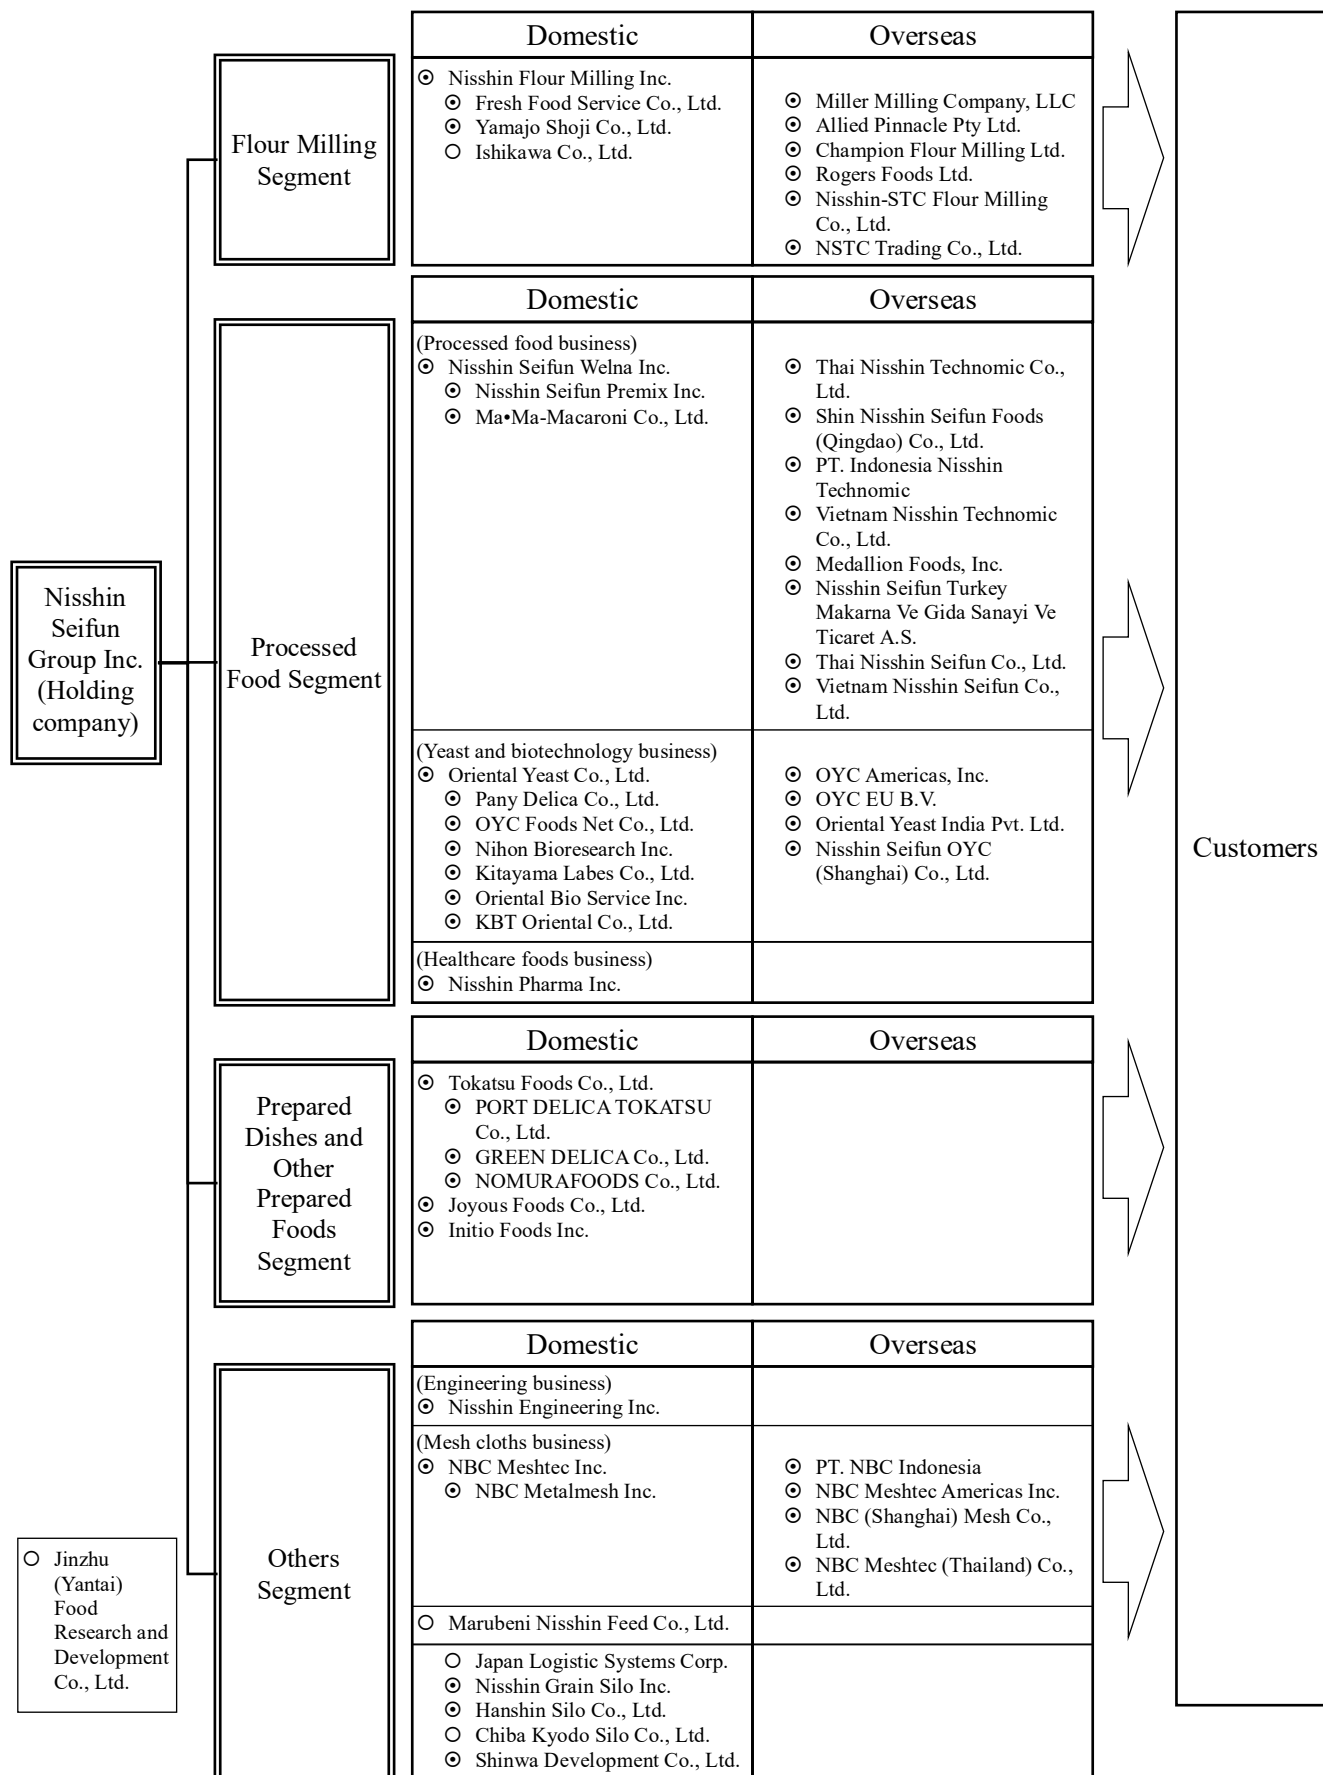 Nisshin
Seifun
Group Inc.
(Holding
company)
Flour Milling
Segment
Domestic
Overseas
⦿ Nisshin Flour Milling Inc.
⦿ Fresh Food Service Co., Ltd.
⦿ Yamajo Shoji Co., Ltd.
○ Ishikawa Co., Ltd.
⦿ Miller Milling Company, LLC
⦿ Allied Pinnacle Pty Ltd.
⦿ Champion Flour Milling Ltd.
⦿ Rogers Foods Ltd.
⦿ Nisshin-STC Flour Milling
Co., Ltd.
⦿ NSTC Trading Co., Ltd.
Processed
Food Segment
Domestic
Overseas
(Processed food business)
⦿ Nisshin Seifun Welna Inc.
⦿ Nisshin Seifun Premix Inc.
⦿ Ma•Ma-Macaroni Co., Ltd.
⦿ Thai Nisshin Technomic Co.,
Ltd.
⦿ Shin Nisshin Seifun Foods
(Qingdao) Co., Ltd.
⦿ PT. Indonesia Nisshin
Technomic
⦿ Vietnam Nisshin Technomic
Co., Ltd.
⦿ Medallion Foods, Inc.
⦿ Nisshin Seifun Turkey
Makarna Ve Gida Sanayi Ve
Ticaret A.S.
⦿ Thai Nisshin Seifun Co., Ltd.
⦿ Vietnam Nisshin Seifun Co.,
Ltd.
(Yeast and biotechnology business)
⦿ Oriental Yeast Co., Ltd.
⦿ Pany Delica Co., Ltd.
⦿ OYC Foods Net Co., Ltd.
⦿ Nihon Bioresearch Inc.
⦿ Kitayama Labes Co., Ltd.
⦿ Oriental Bio Service Inc.
⦿ KBT Oriental Co., Ltd.
⦿ OYC Americas, Inc.
⦿ OYC EU B.V.
⦿ Oriental Yeast India Pvt. Ltd.
⦿ Nisshin Seifun OYC
(Shanghai) Co., Ltd.
(Healthcare foods business)
⦿ Nisshin Pharma Inc.
Prepared
Dishes and
Other
Prepared
Foods
Segment
Domestic
Overseas
⦿ Tokatsu Foods Co., Ltd.
⦿ PORT DELICA TOKATSU
Co., Ltd.
⦿ GREEN DELICA Co., Ltd.
⦿ NOMURAFOODS Co., Ltd.
⦿ Joyous Foods Co., Ltd.
⦿ Initio Foods Inc.
Others
Segment
Domestic
Overseas
(Engineering business)
⦿ Nisshin Engineering Inc.
(Mesh cloths business)
⦿ NBC Meshtec Inc.
⦿ NBC Metalmesh Inc.
⦿ PT. NBC Indonesia
⦿ NBC Meshtec Americas Inc.
⦿ NBC (Shanghai) Mesh Co.,
Ltd.
⦿ NBC Meshtec (Thailand) Co.,
Ltd.
○ Marubeni Nisshin Feed Co., Ltd.
○ Japan Logistic Systems Corp.
⦿ Nisshin Grain Silo Inc.
⦿ Hanshin Silo Co., Ltd.
○ Chiba Kyodo Silo Co., Ltd.
⦿ Shinwa Development Co., Ltd.
○ Jinzhu
(Yantai)
Food
Research and
Development
Co., Ltd.
Customers